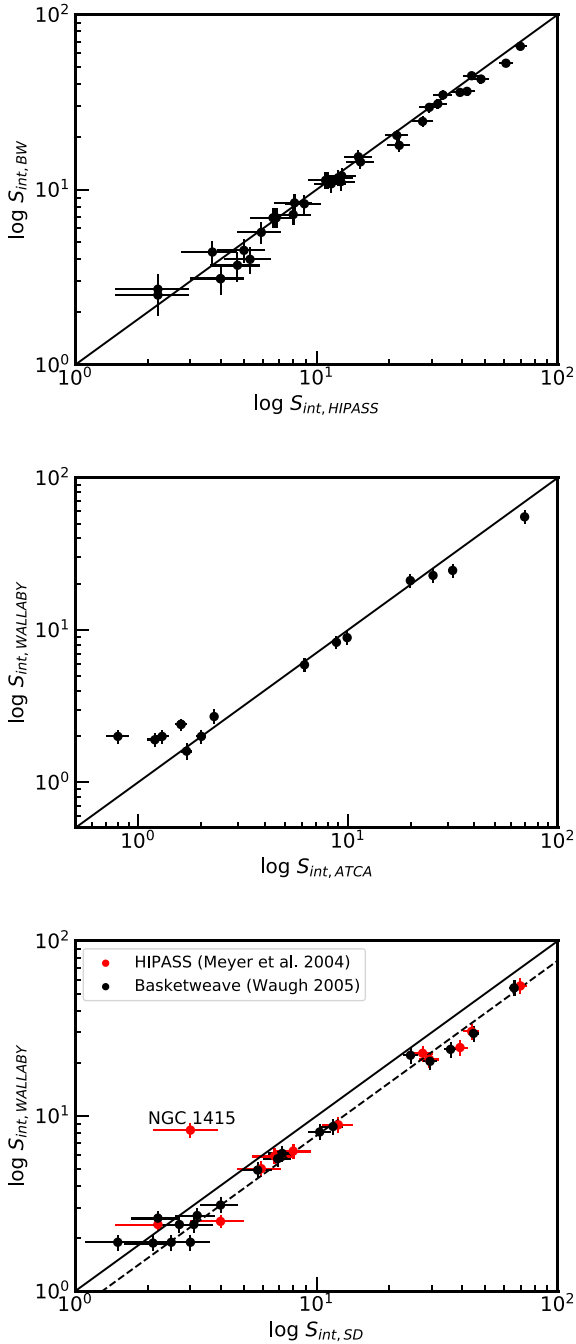 10²
10¹
10⁰
log S_int,BW
10⁰ 10¹ 10²
log S_int,HIPASS
10²
10¹
10⁰
log S_int,WALLABY
10⁰ 10¹ 10²
log S_int,ATCA
10²
10¹
10⁰
log S_int,WALLABY
HIPASS (Meyer et al. 2004)
Basketweave (Waugh 2005)
NGC 1415
10⁰ 10¹ 10²
log S_int,SD